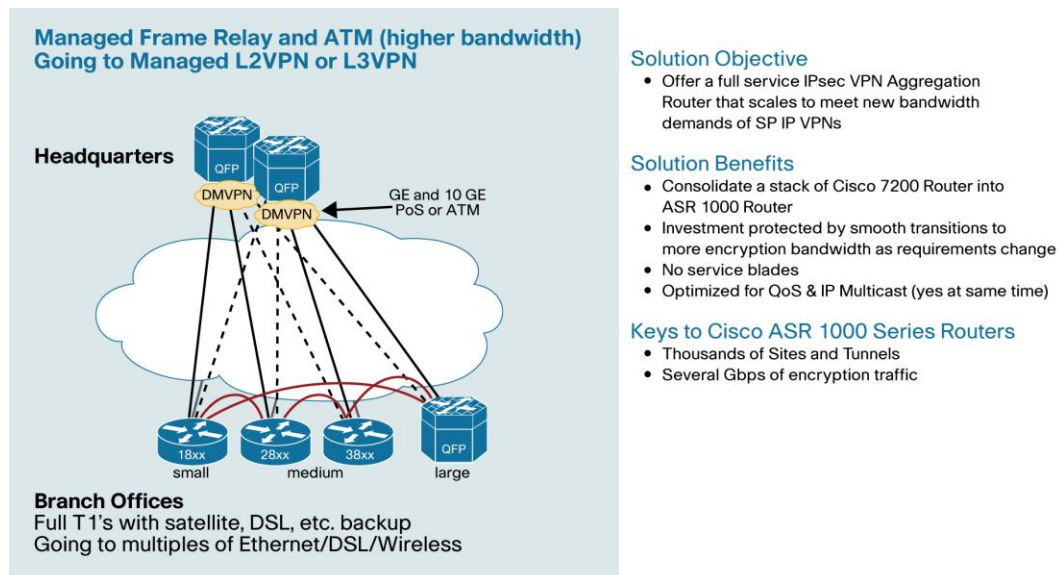 Managed Frame Relay and ATM (higher bandwidth)
Going to Managed L2VPN or L3VPN
Headquarters
QFP
QFP
DMVPN
DMVPN
GE and 10 GE
PoS or ATM
18xx
28xx
38xx
QFP
small
medium
large
Branch Offices
Full T1's with satellite, DSL, etc. backup
Going to multiples of Ethernet/DSL/Wireless
Solution Objective
• Offer a full service IPsec VPN Aggregation
Router that scales to meet new bandwidth
demands of SP IP VPNs
Solution Benefits
• Consolidate a stack of Cisco 7200 Router into
ASR 1000 Router
• Investment protected by smooth transitions to
more encryption bandwidth as requirements change
• No service blades
• Optimized for QoS & IP Multicast (yes at same time)
Keys to Cisco ASR 1000 Series Routers
• Thousands of Sites and Tunnels
• Several Gbps of encryption traffic